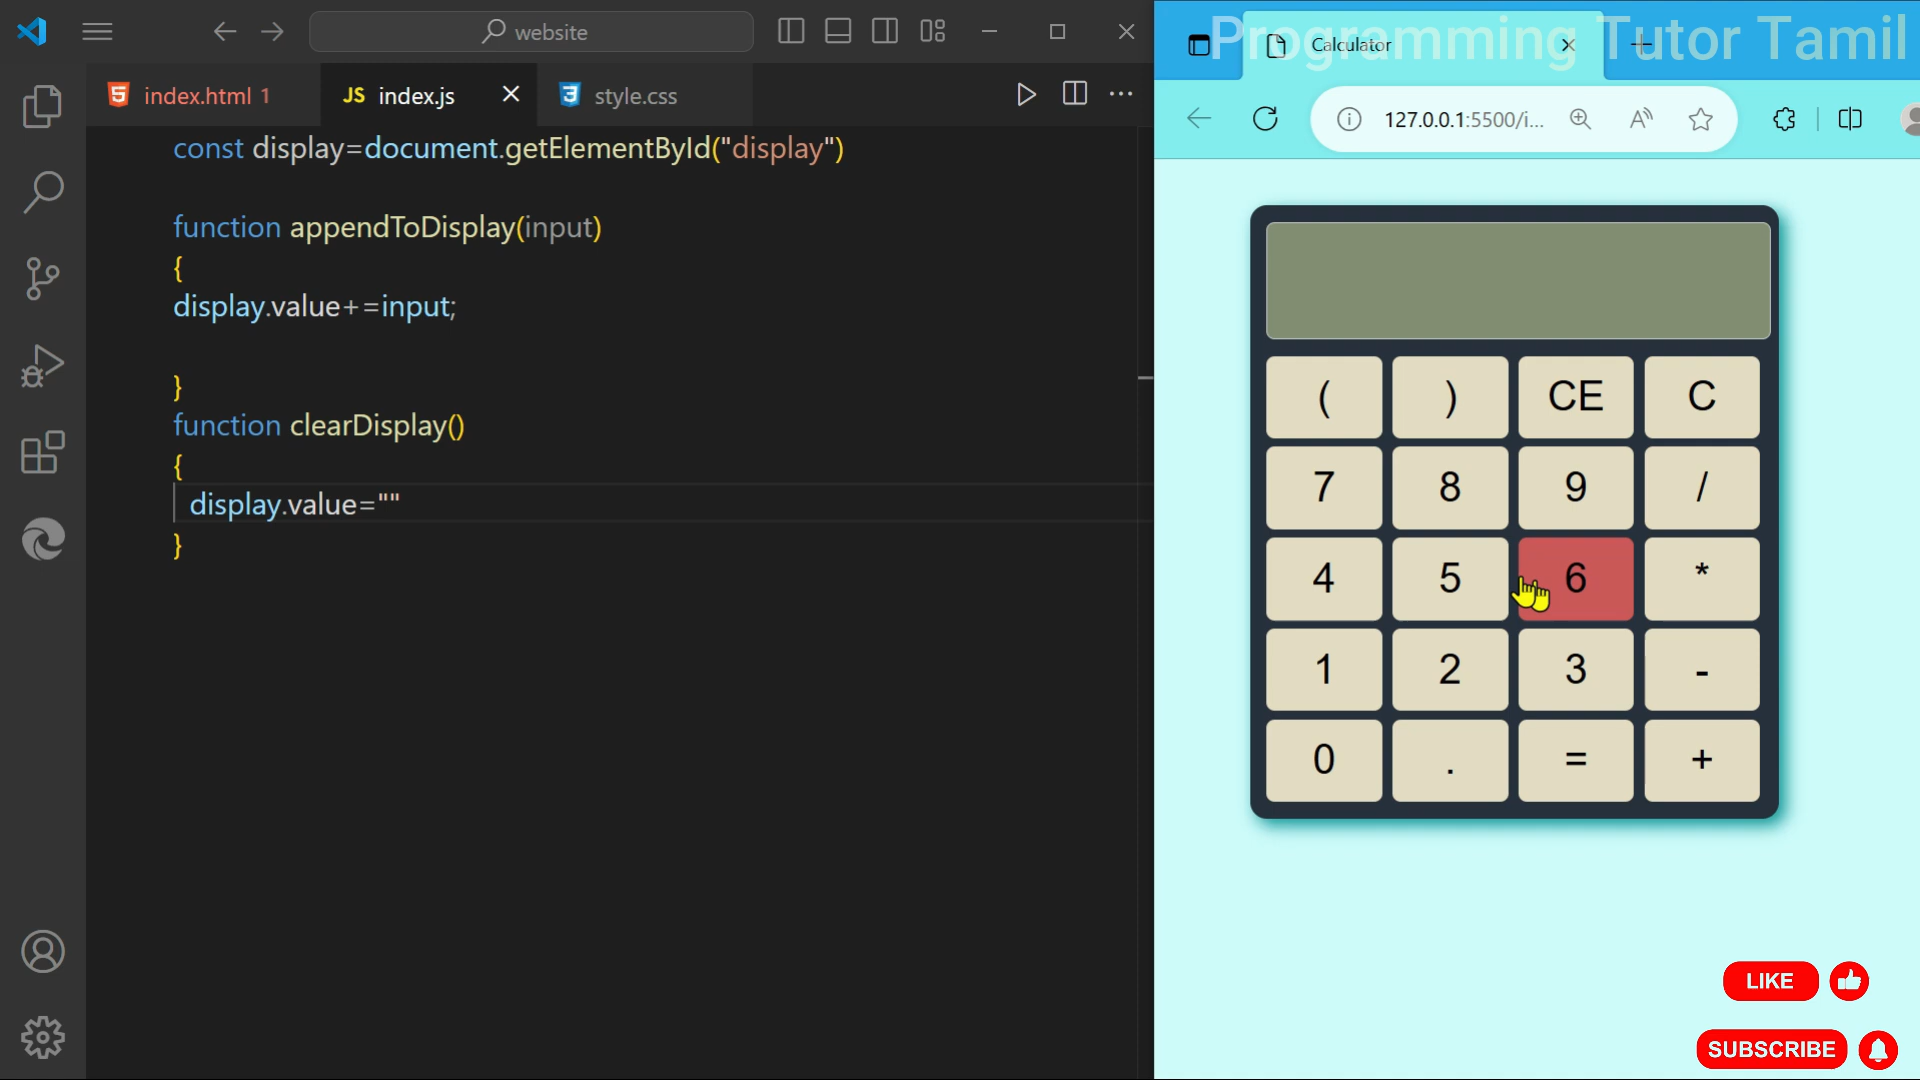 website
index.html 1
JS index.js
style.css
const display=document.getElementById("display")
function appendToDisplay(input)
{
display.value+=input;
}
function clearDisplay()
{
display.value=""
}
Programming Tutor Tamil
Calculator
127.0.0.1:5500/i...
( ) CE C
7 8 9 /
4 5 6 *
1 2 3 -
0 . = +
LIKE
SUBSCRIBE